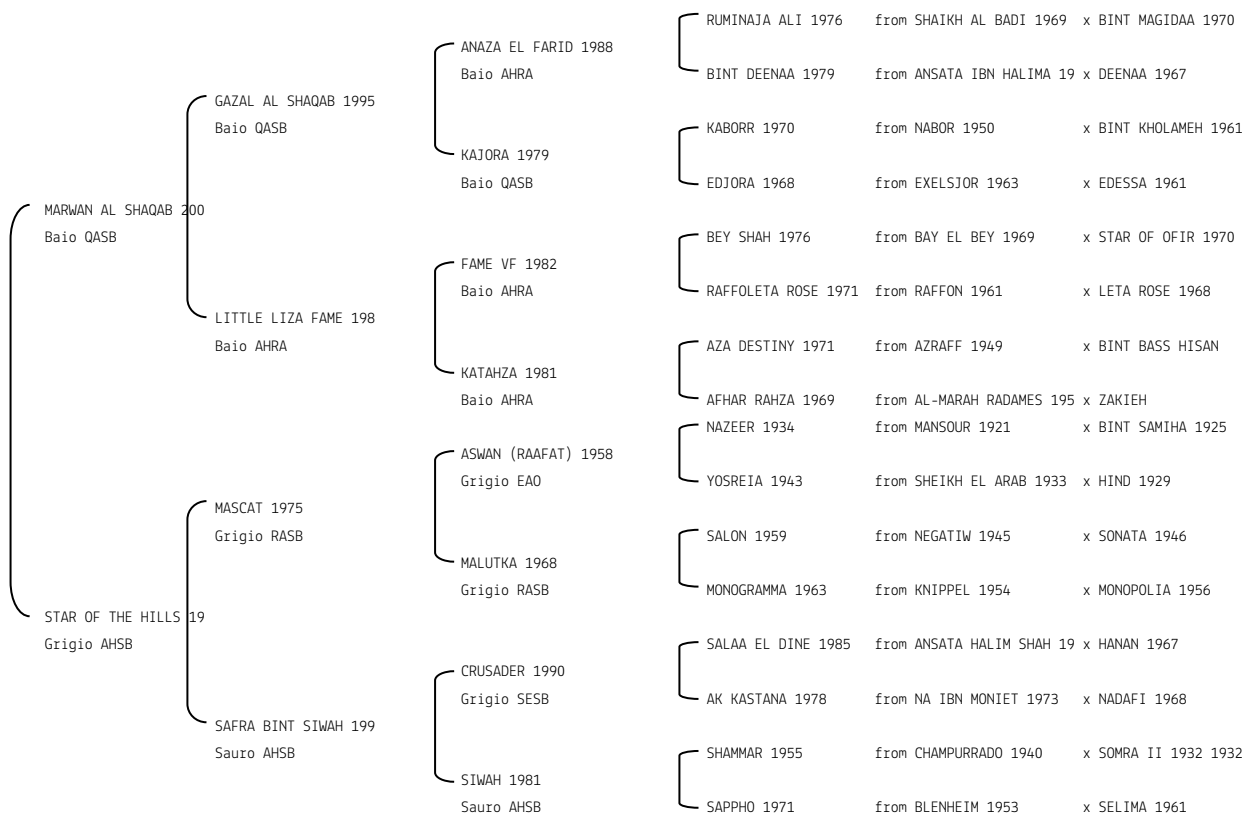 RUMINAJA ALI 1976 from SHAIKH AL BADI 1969 x BINT MAGIDAA 1970
ANAZA EL FARID 1988
Baio AHRA
BINT DEENAA 1979 from ANSATA IBN HALIMA 19 x DEENAA 1967
GAZAL AL SHAQAB 1995
Baio QASB
KABORR 1970 from NABOR 1950 x BINT KHOLAMEH 1961
KAJORA 1979
Baio QASB
EDJORA 1968 from EXELSJOR 1963 x EDESSA 1961
MARWAN AL SHAQAB 200
Baio QASB
BEY SHAH 1976 from BAY EL BEY 1969 x STAR OF OFIR 1970
FAME VF 1982
Baio AHRA
RAFFOLETA ROSE 1971 from RAFFON 1961 x LETA ROSE 1968
LITTLE LIZA FAME 198
Baio AHRA
AZA DESTINY 1971 from AZRAFF 1949 x BINT BASS HISAN
KATAHZA 1981
Baio AHRA
AFHAR RAHZA 1969 from AL-MARAH RADAMES 195 x ZAKIEH
NAZEER 1934 from MANSOUR 1921 x BINT SAMIHA 1925
ASWAN (RAAFAT) 1958
Grigio EAO
YOSREIA 1943 from SHEIKH EL ARAB 1933 x HIND 1929
MASCAT 1975
Grigio RASB
SALON 1959 from NEGATIW 1945 x SONATA 1946
MALUTKA 1968
Grigio RASB
MONOGRAMMA 1963 from KNIPPEL 1954 x MONOPOLIA 1956
STAR OF THE HILLS 19
Grigio AHSB
SALAA EL DINE 1985 from ANSATA HALIM SHAH 19 x HANAN 1967
CRUSADER 1990
Grigio SESB
AK KASTANA 1978 from NA IBN MONIET 1973 x NADAFI 1968
SAFRA BINT SIWAH 199
Sauro AHSB
SHAMMAR 1955 from CHAMPURRADO 1940 x SOMRA II 1932 1932
SIWAH 1981
Sauro AHSB
SAPPHO 1971 from BLENHEIM 1953 x SELIMA 1961